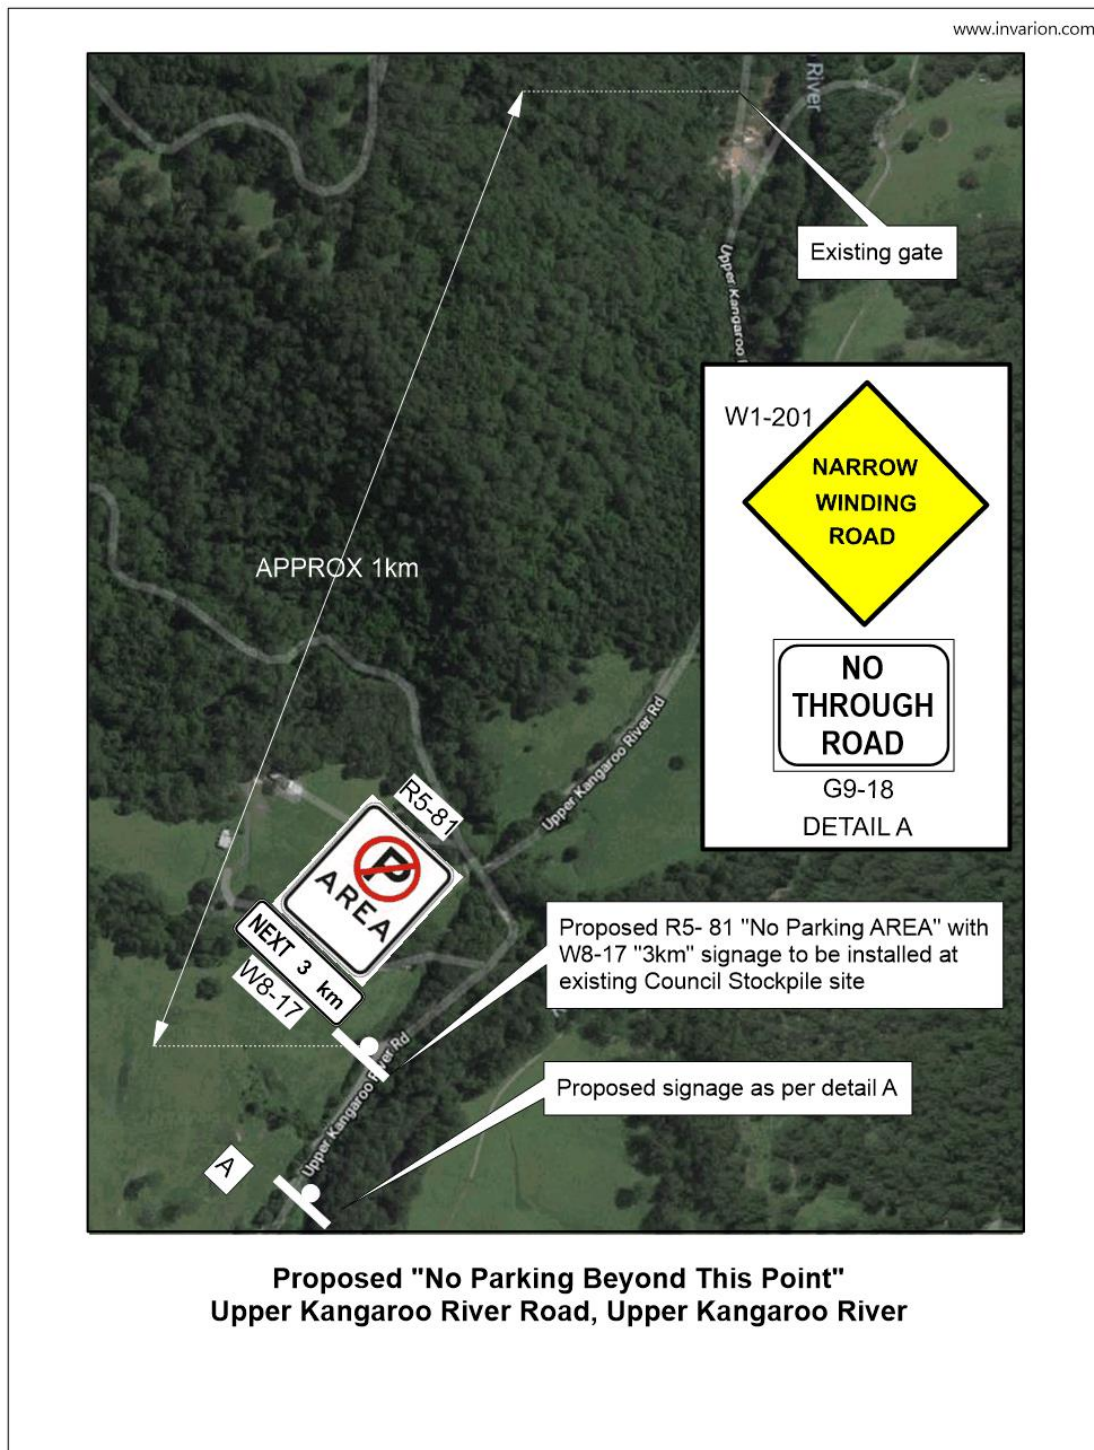 www.invarion.com
River
Existing gate
Upper Kangaroo
W1-201
NARROW
WINDING
ROAD
NO
THROUGH
ROAD
G9-18
DETAIL A
APPROX 1km
Upper Kangaroo River Rd
R5-81
P
AREA
NEXT 3 km
W8-17
Proposed R5- 81 "No Parking AREA" with
W8-17 "3km" signage to be installed at
existing Council Stockpile site
Upper Kangaroo River Rd
Proposed signage as per detail A
A
Proposed "No Parking Beyond This Point"
Upper Kangaroo River Road, Upper Kangaroo River